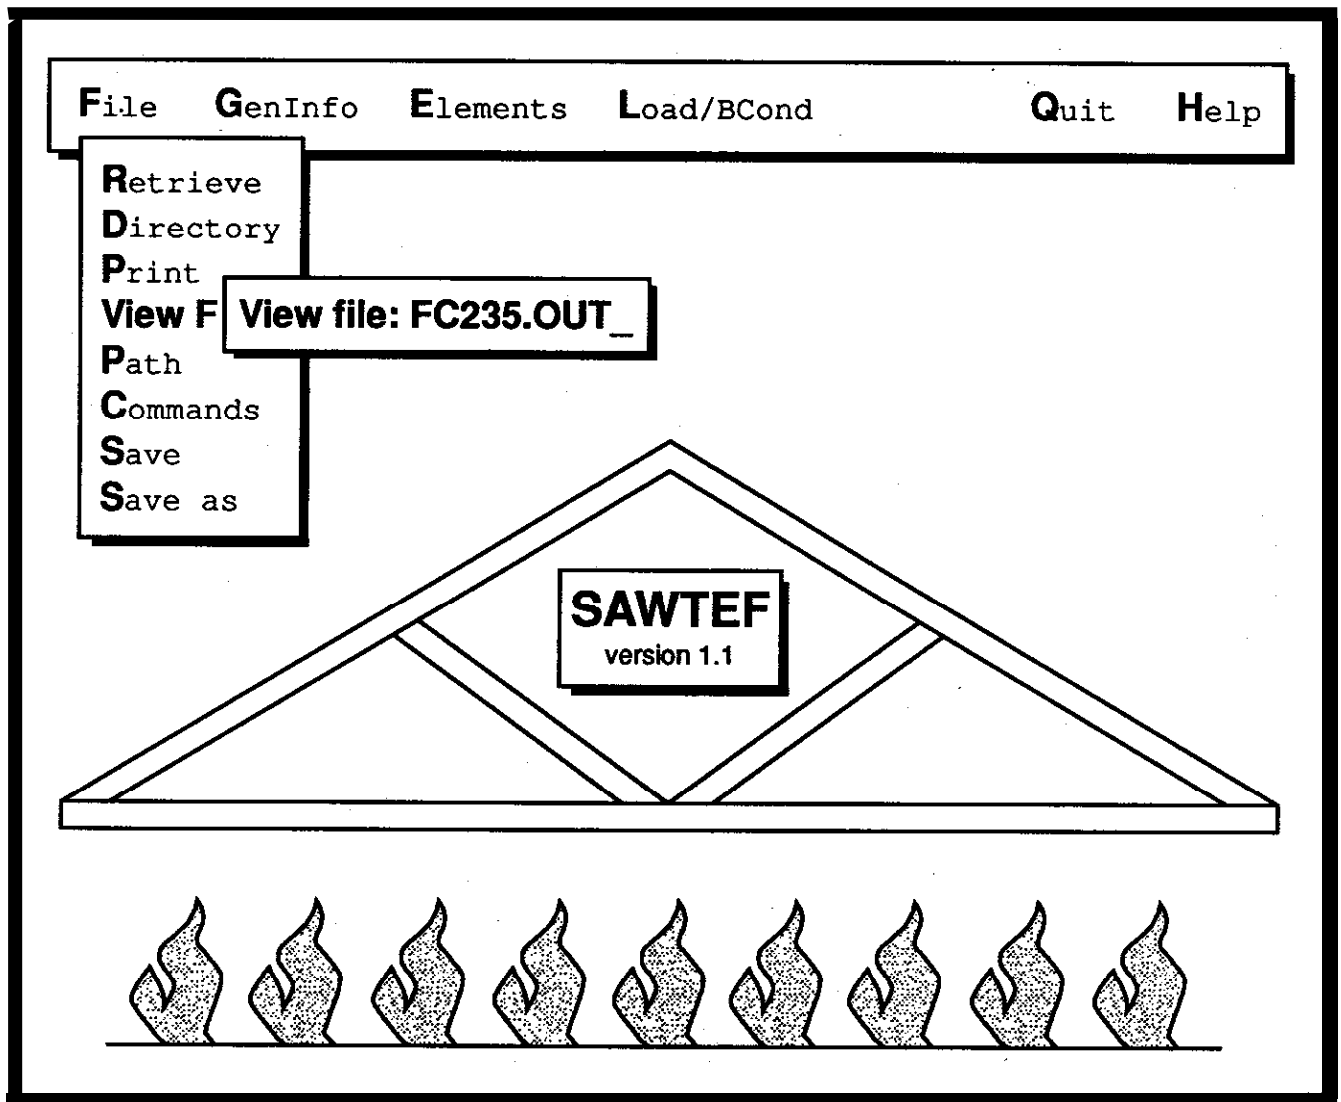 File GenInfo Elements Load/BCond Quit Help
Retrieve
Directory
Print
View F
View file: FC235.OUT_
Path
Commands
Save
Save as
SAWTEF
version 1.1